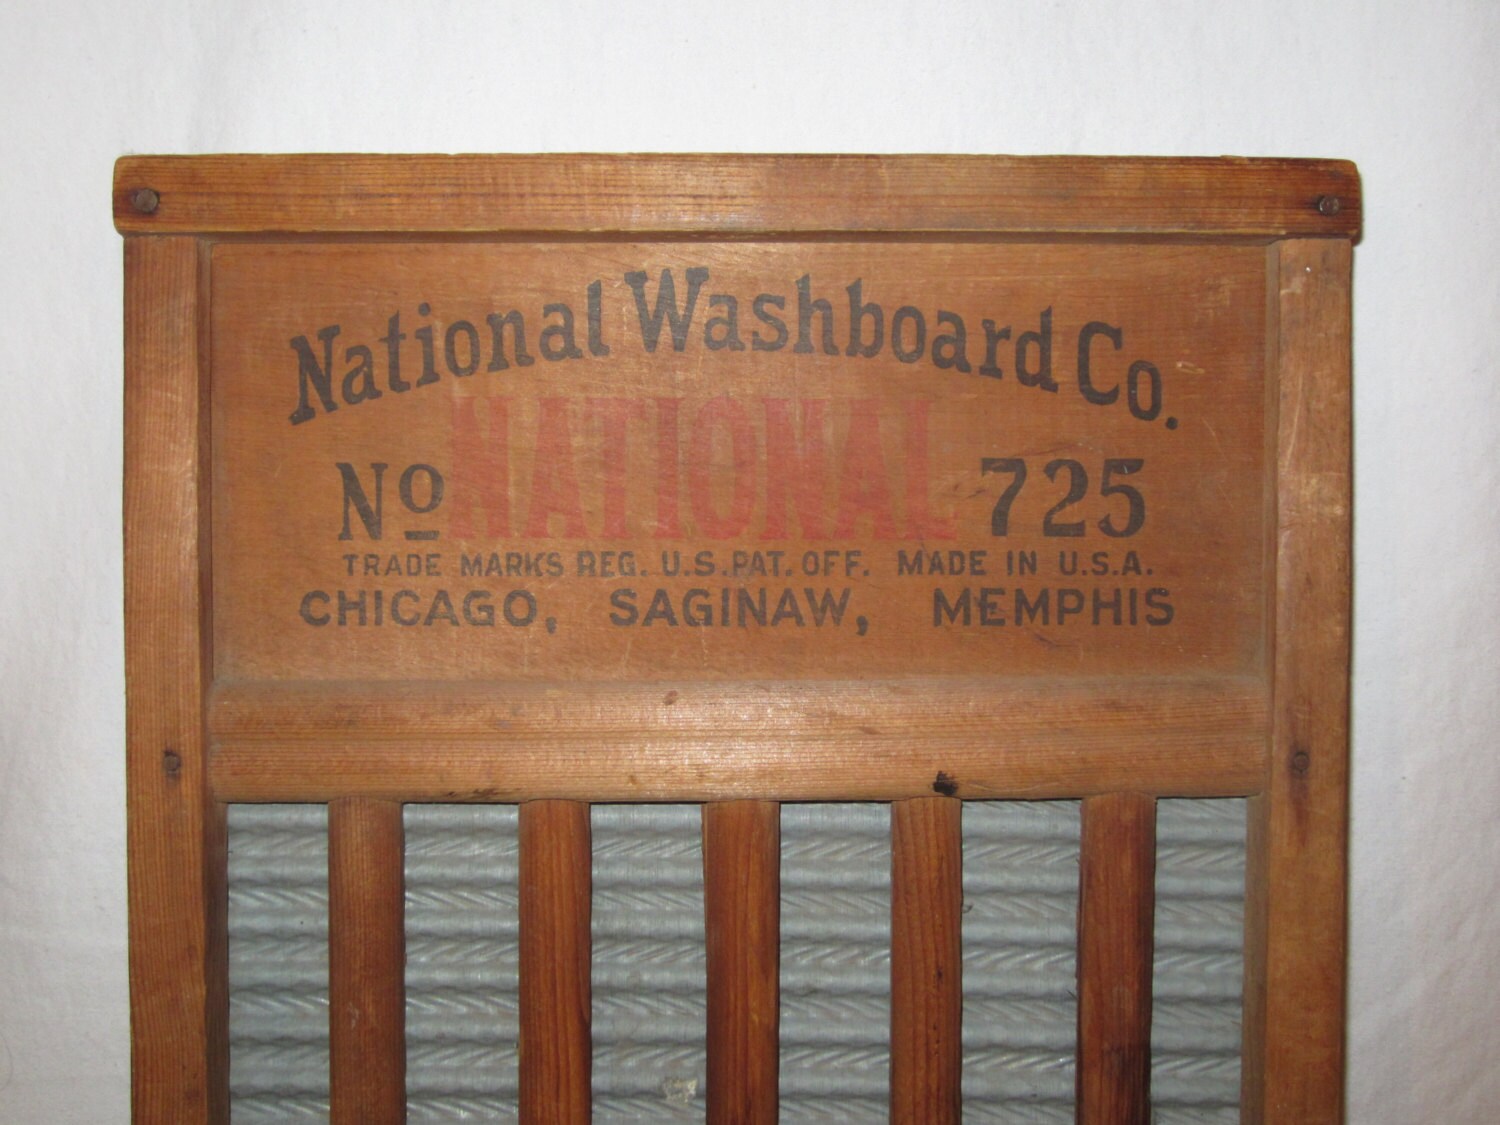 National Washboard Co.
No NATIONAL 725
TRADE MARKS REG. U.S. PAT. OFF. MADE IN U.S.A.
CHICAGO, SAGINAW, MEMPHIS